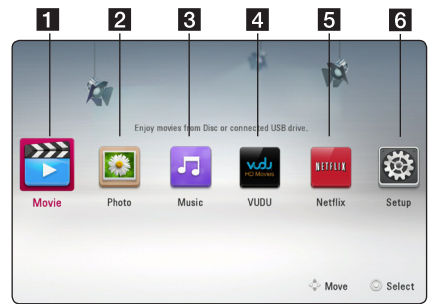 1 2 3 4 5 6
Enjoy movies from Disc or connected USB drive.
vudu
HD Movies
NETFLIX
Movie Photo Music VUDU Netflix Setup
Move Select